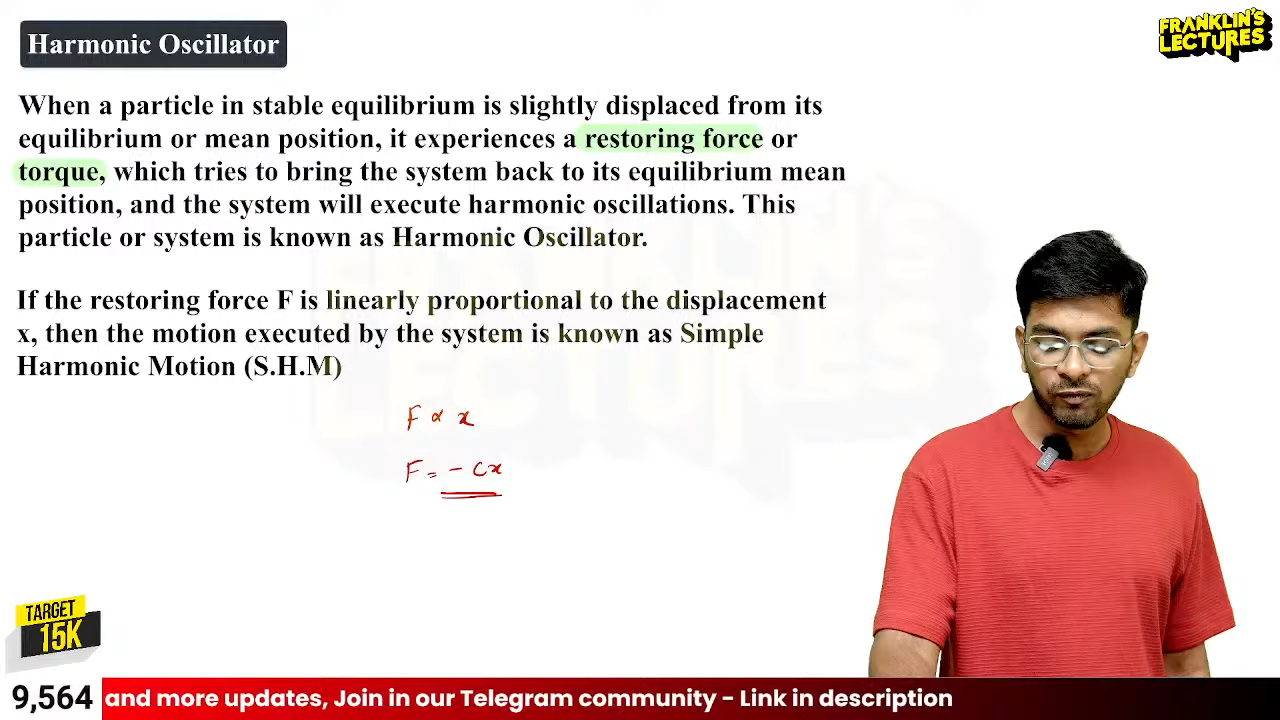 Harmonic Oscillator
FRANKLIN'S
LECTURES
When a particle in stable equilibrium is slightly displaced from its
equilibrium or mean position, it experiences a restoring force or
torque, which tries to bring the system back to its equilibrium mean
position, and the system will execute harmonic oscillations. This
particle or system is known as Harmonic Oscillator.
If the restoring force F is linearly proportional to the displacement
x, then the motion executed by the system is known as Simple
Harmonic Motion (S.H.M)
F ∝ x
F = - Cx
FRANKLIN'S
LECTURES
TARGET
15K
9,564 and more updates, Join in our Telegram community - Link in description